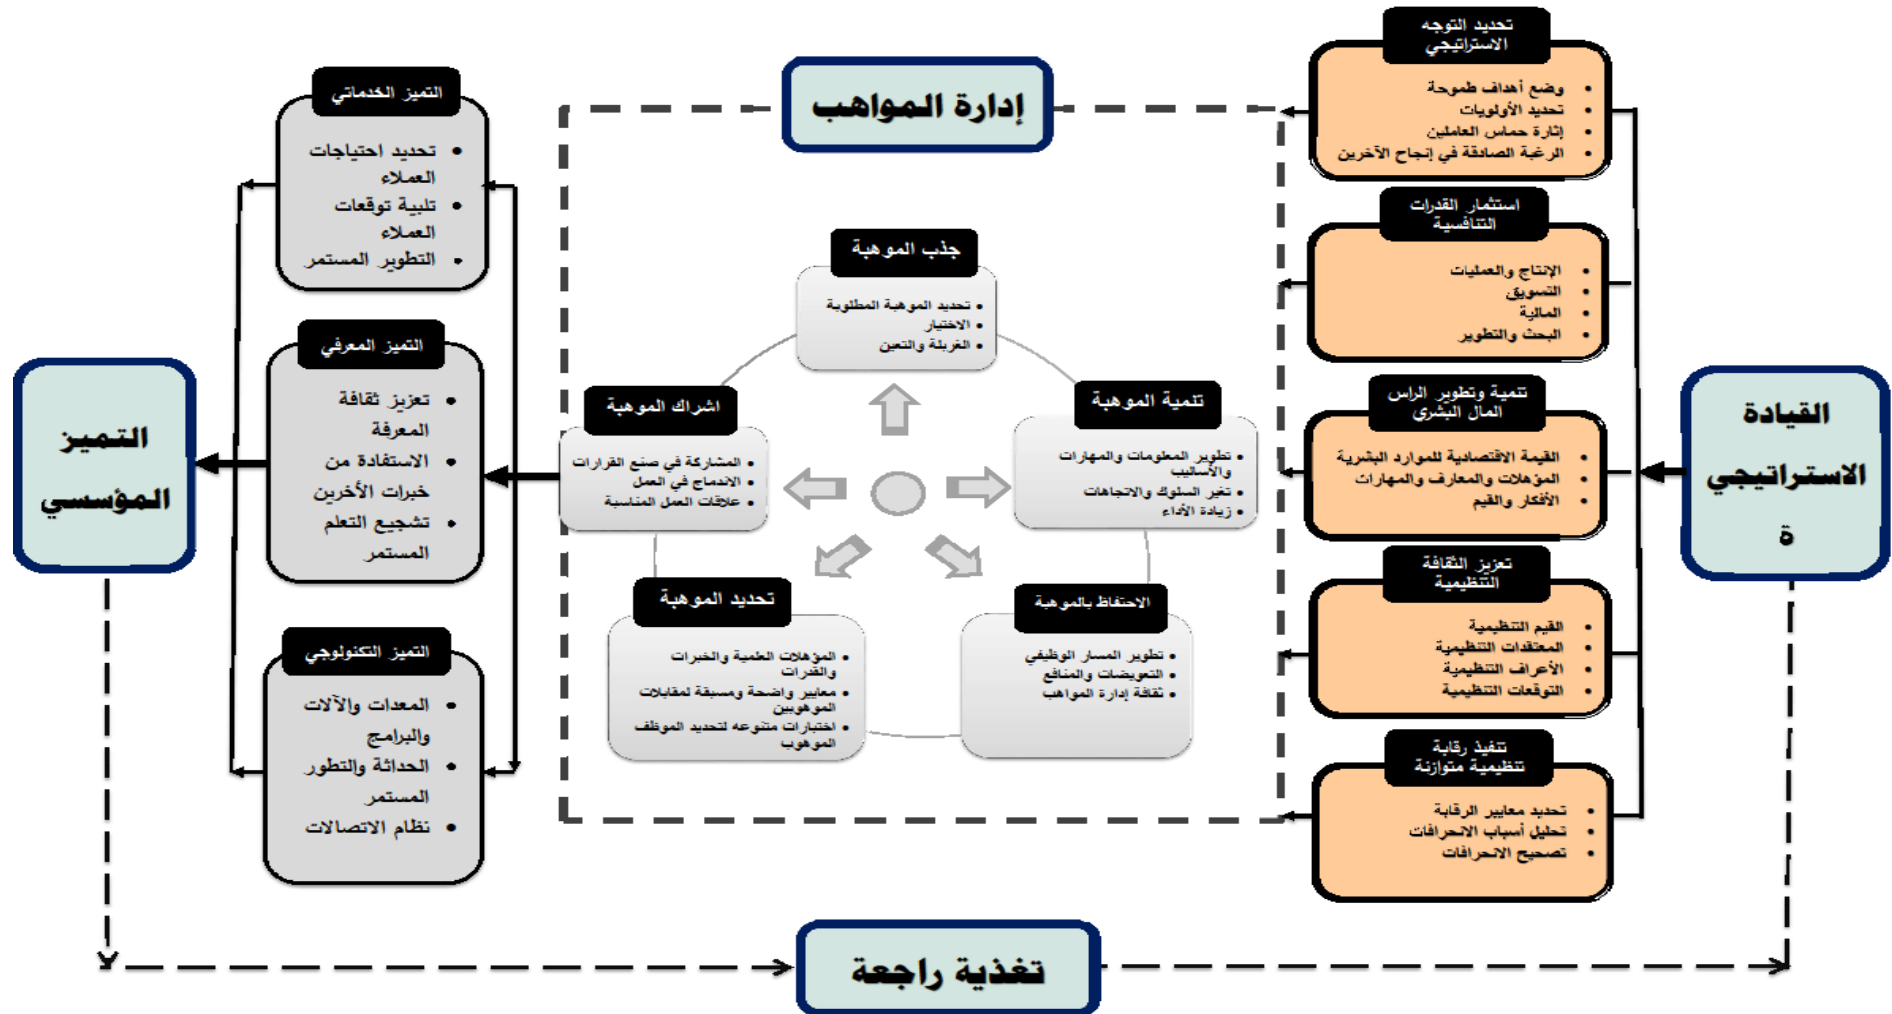 تحديد التوجه
الاستراتيجي
وضع أهداف طموحة
تحديد الأولويات
إثارة حماس العاملين
الرغبة الصادقة في إنجاح الآخرين
استثمار القدرات
التنافسية
الإنتاج والعمليات
التسويق
المالية
البحث والتطوير
تنمية وتطوير الراس
المال البشري
القيمة الاقتصادية للموارد البشرية
المؤهلات والمعارف والمهارات
الأفكار والقيم
تعزيز الثقافة
التنظيمية
القيم التنظيمية
المعتقدات التنظيمية
الأعراف التنظيمية
التوقعات التنظيمية
تنفيذ رقابة
تنظيمية متوازنة
تحديد معايير الرقابة
تحليل أسباب الانحرافات
تصحيح الانحرافات
القيادة
الاستراتيجي
ة
إدارة المواهب
جذب الموهبة
تحديد الموهبة المطلوبة
الاختيار
الغربلة والتعين
تنمية الموهبة
تطوير المعلومات والمهارات
والأساليب
تغير السلوك والاتجاهات
زيادة الأداء
اشراك الموهبة
المشاركة في صنع القرارات
الاندماج في العمل
علاقات العمل المناسبة
الاحتفاظ بالموهبة
تطوير المسار الوظيفي
التعويضات والمنافع
ثقافة إدارة المواهب
تحديد الموهبة
المؤهلات العلمية والخبرات
والقدرات
معايير واضحة ومسبقة لمقابلات
الموهوبين
اختبارات متنوعه لتحديد الموظف
الموهوب
التميز الخدماتي
تحديد احتياجات
العملاء
تلبية توقعات
العملاء
التطوير المستمر
التميز المعرفي
تعزيز ثقافة
المعرفة
الاستفادة من
خبرات الأخرين
تشجيع التعلم
المستمر
التميز التكنولوجي
المعدات والآلات
والبرامج
الحداثة والتطور
المستمر
نظام الاتصالات
التميز
المؤسسي
تغذية راجعة